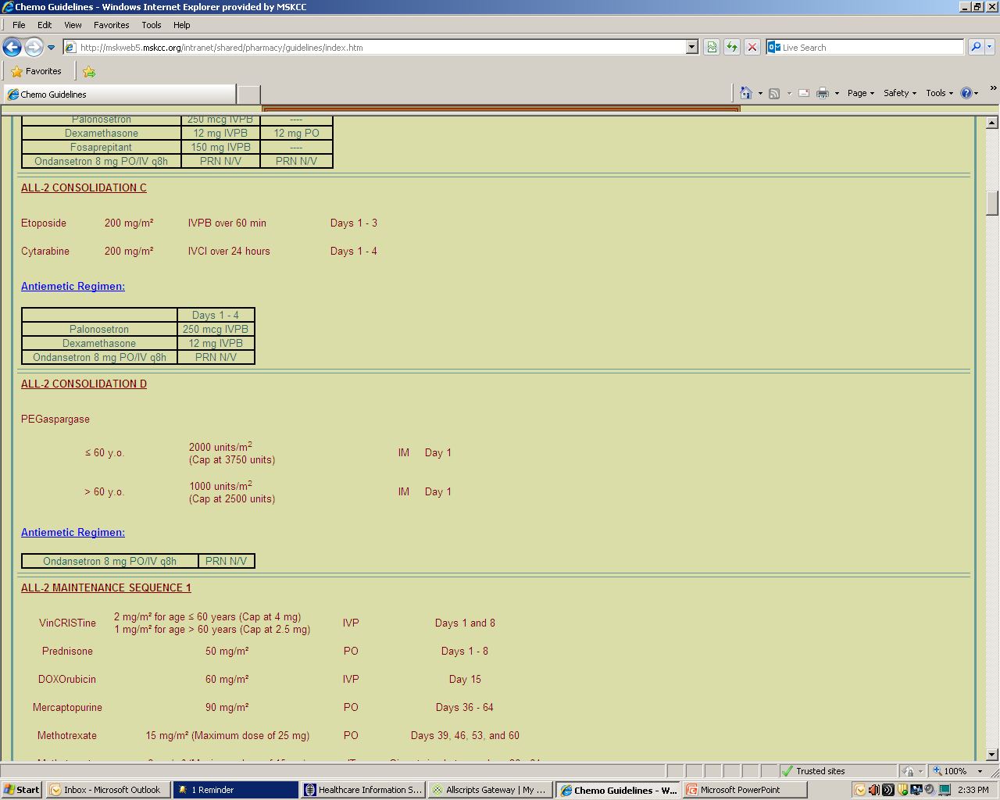 Chemo Guidelines - Windows Internet Explorer provided by MSKCC
File Edit View Favorites Tools Help
http://mskweb5.mskcc.org/intranet/shared/pharmacy/guidelines/index.htm Live Search
Favorites
Chemo Guidelines Page Safety Tools »
Palonosetron 250 mcg IVPB ----
Dexamethasone 12 mg IVPB 12 mg PO
Fosaprepitant 150 mg IVPB ----
Ondansetron 8 mg PO/IV q8h PRN N/V PRN N/V
ALL-2 CONSOLIDATION C
Etoposide 200 mg/m² IVPB over 60 min Days 1 - 3
Cytarabine 200 mg/m² IVCI over 24 hours Days 1 - 4
Antiemetic Regimen:
Days 1 - 4
Palonosetron 250 mcg IVPB
Dexamethasone 12 mg IVPB
Ondansetron 8 mg PO/IV q8h PRN N/V
ALL-2 CONSOLIDATION D
PEGaspargase
≤ 60 y.o. 2000 units/m² IM Day 1
(Cap at 3750 units)
> 60 y.o. 1000 units/m² IM Day 1
(Cap at 2500 units)
Antiemetic Regimen:
Ondansetron 8 mg PO/IV q8h PRN N/V
ALL-2 MAINTENANCE SEQUENCE 1
VinCRISTine 2 mg/m² for age ≤ 60 years (Cap at 4 mg) IVP Days 1 and 8
1 mg/m² for age > 60 years (Cap at 2.5 mg)
Prednisone 50 mg/m² PO Days 1 - 8
DOXOrubicin 60 mg/m² IVP Day 15
Mercaptopurine 90 mg/m² PO Days 36 - 64
Methotrexate 15 mg/m² (Maximum dose of 25 mg) PO Days 39, 46, 53, and 60
Trusted sites 100%
Start Inbox - Microsoft Outlook 1 Reminder Healthcare Information S... Allscripts Gateway | My ... Chemo Guidelines - W... Microsoft PowerPoint 2:33 PM